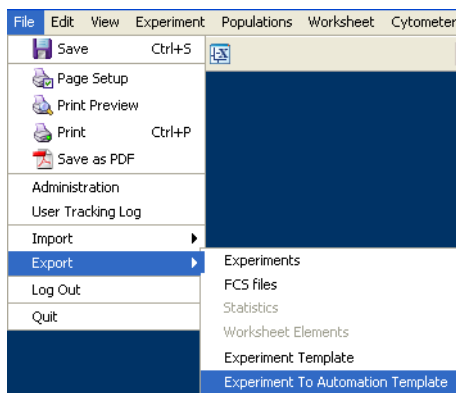 File Edit View Experiment Populations Worksheet Cytometer
Save Ctrl+S
Page Setup
Print Preview
Print Ctrl+P
Save as PDF
Administration
User Tracking Log
Import
Export
Log Out
Quit
Experiments
FCS files
Statistics
Worksheet Elements
Experiment Template
Experiment To Automation Template